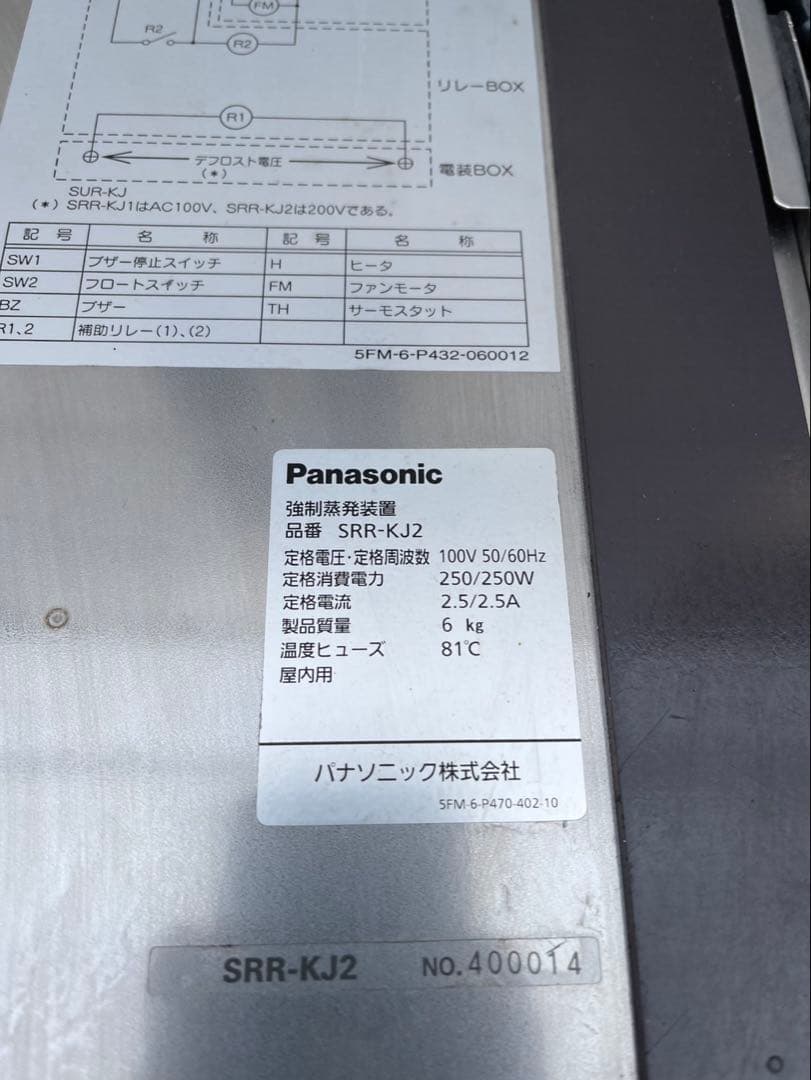 FM
R2
R2
リレーBOX
R1
デフロスト電圧
(*)
電装BOX
SUR-KJ
(*) SRR-KJ1はAC100V、SRR-KJ2は200Vである。
記 号 名 称 記 号 名 称
SW1 ブザー停止スイッチ H ヒータ
SW2 フロートスイッチ FM ファンモータ
BZ ブザー TH サーモスタット
R1、2 補助リレー(1)、(2)
5FM-6-P432-060012
Panasonic
強制蒸発装置
品番 SRR-KJ2
定格電圧・定格周波数 100V 50/60Hz
定格消費電力 250/250W
定格電流 2.5/2.5A
製品質量 6 kg
温度ヒューズ 81℃
屋内用
パナソニック株式会社
5FM-6-P470-402-10
SRR-KJ2 NO.400014